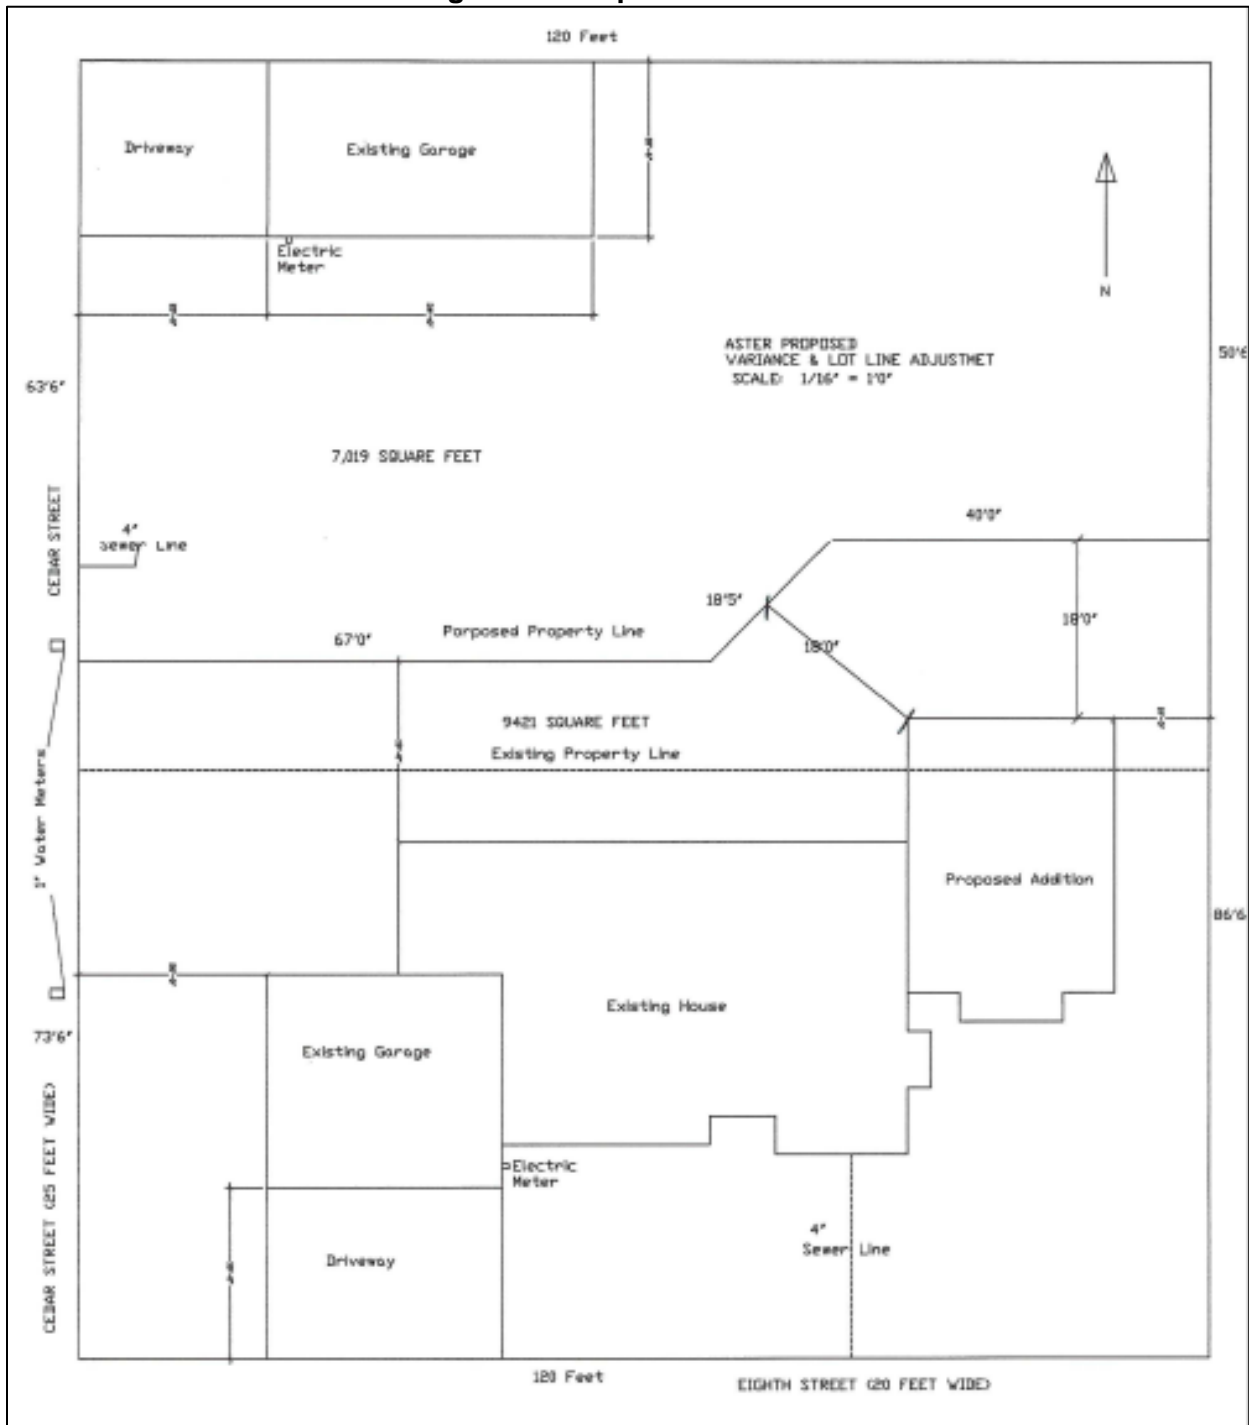 120 Feet
Driveway
Existing Garage
Electric
Meter
N
ASTER PROPOSED
VARIANCE & LOT LINE ADJUSTMET
SCALE: 1/16" = 1'0"
63'6"
7,019 SQUARE FEET
CEDAR STREET
4"
Sewer Line
40'0"
18'5"
18'0"
18'0"
67'0"
Porposed Property Line
9421 SQUARE FEET
Existing Property Line
1" Water Meters
Proposed Addition
Existing House
73'6"
Existing Garage
CEDAR STREET (25 FEET WIDE)
Electric
Meter
4"
Sewer Line
Driveway
120 Feet
EIGHTH STREET (20 FEET WIDE)